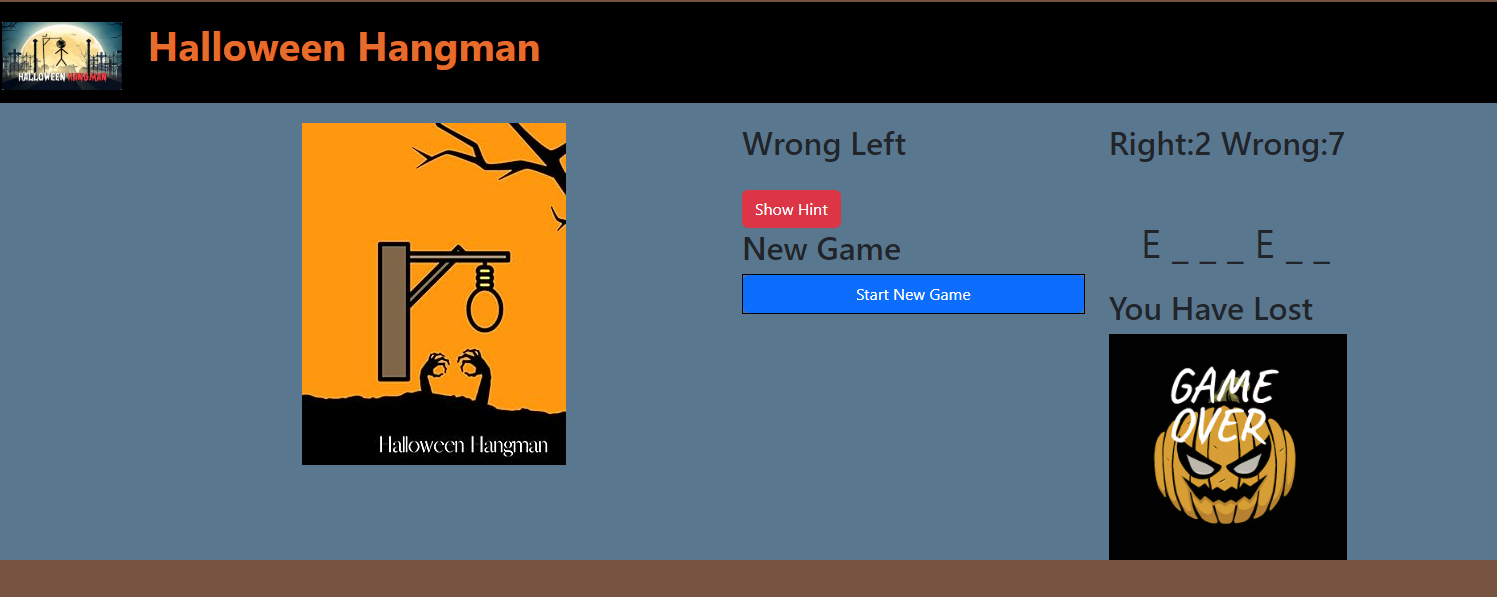 HALLOWEEN HANGMAN
Halloween Hangman
Halloween Hangman
Wrong Left
Show Hint
New Game
Start New Game
Right:2 Wrong:7
E _ _ _ E _ _
You Have Lost
GAME
OVER